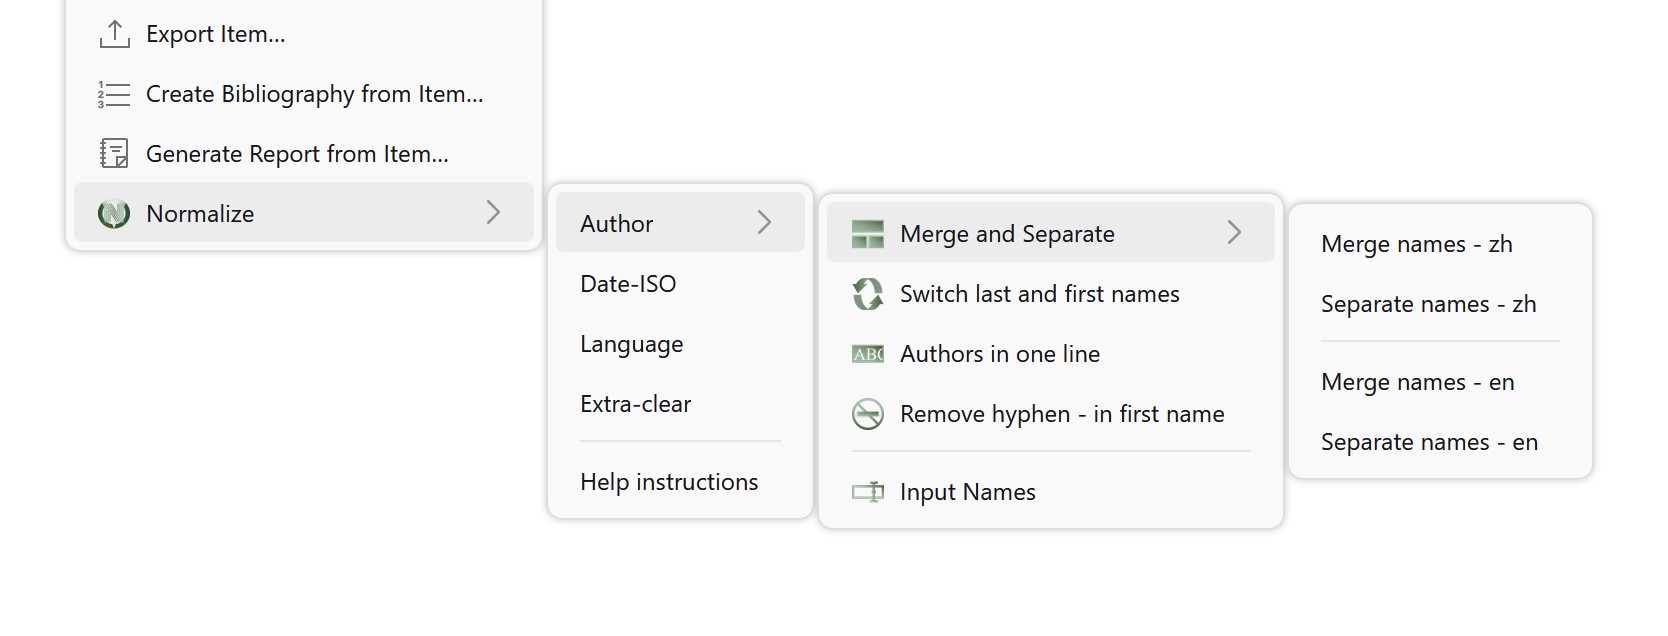 Export Item...
Create Bibliography from Item...
Generate Report from Item...
Normalize
Author
Date-ISO
Language
Extra-clear
Help instructions
Merge and Separate
Switch last and first names
Authors in one line
Remove hyphen - in first name
Input Names
Merge names - zh
Separate names - zh
Merge names - en
Separate names - en